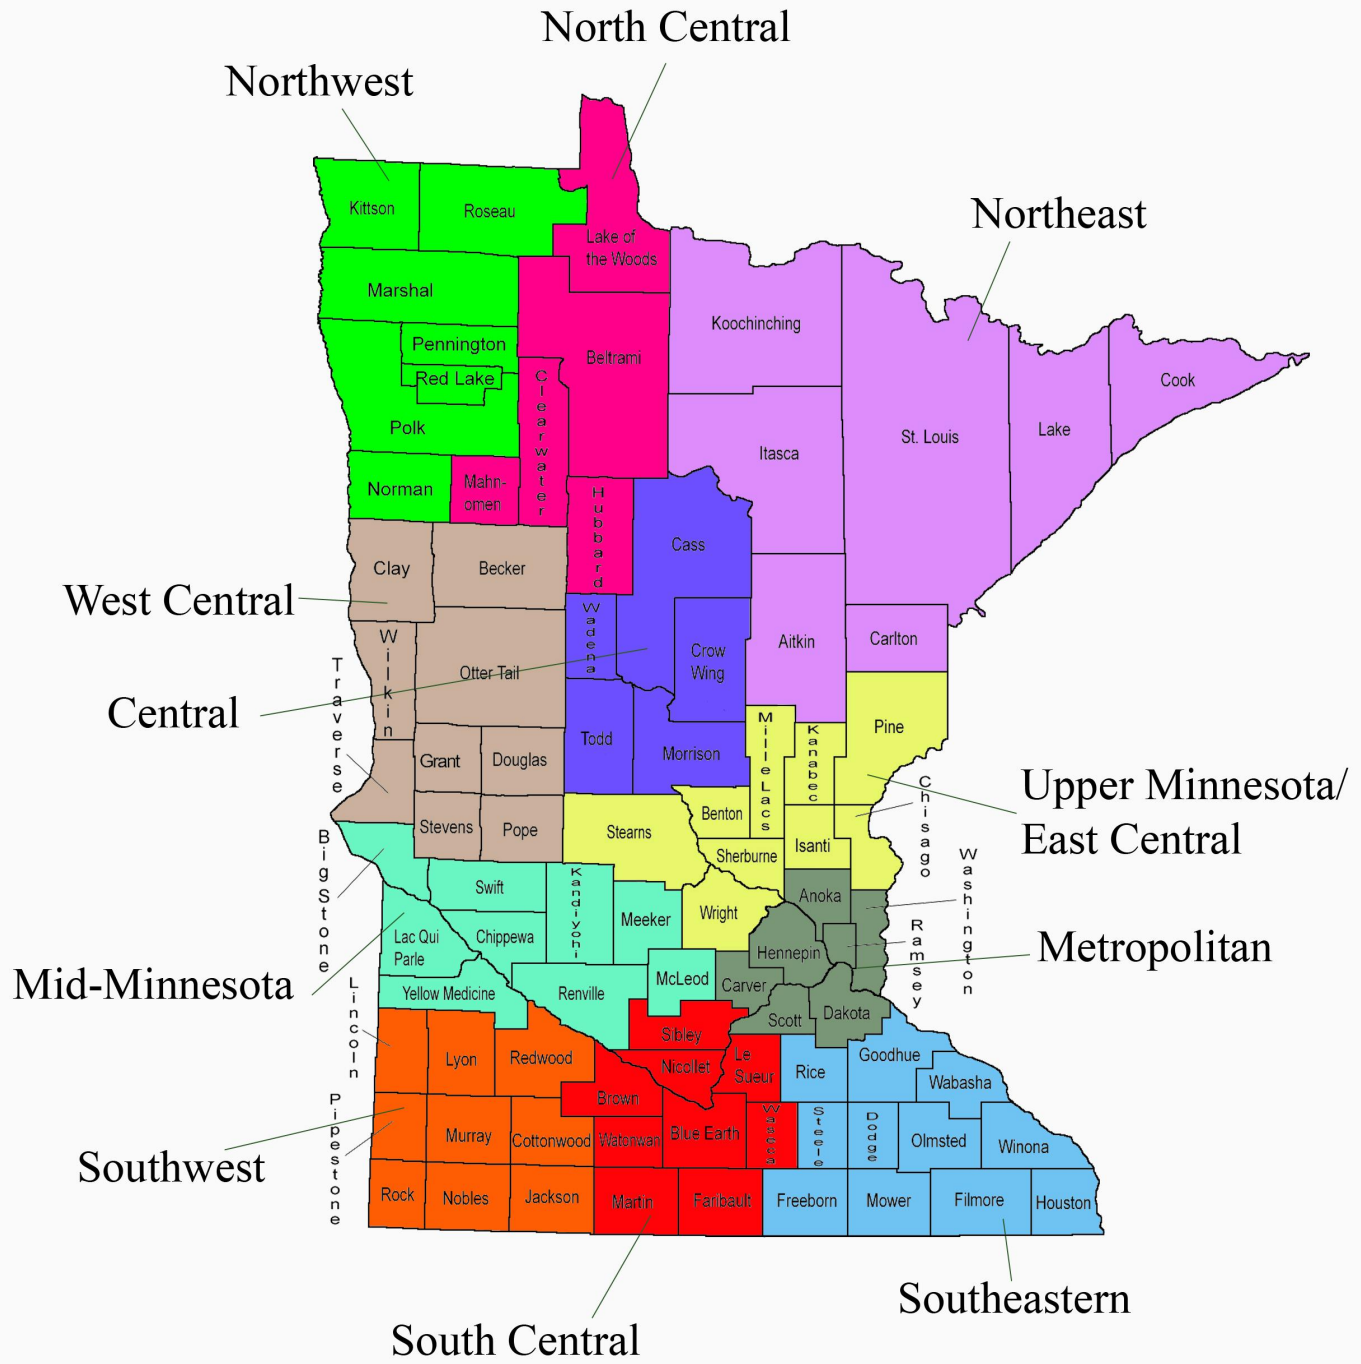 North Central
Northwest
Northeast
Kittson
Roseau
Lake of
the Woods
Marshal
Koochinching
Pennington
Beltrami
Red Lake
Clearwater
Cook
Polk
St. Louis
Lake
Itasca
Norman
Mahn-
omen
Hubbard
Cass
Clay
Becker
West Central
Wadena
Wilkin
Crow
Wing
Aitkin
Carlton
Traverse
Otter Tail
Central
Todd
Morrison
Mille Lacs
Kanabec
Pine
Grant
Douglas
Upper Minnesota/
East Central
Chisago
Benton
Stevens
Pope
Stearns
Isanti
Sherburne
Big Stone
Washington
Swift
Kandiyohi
Anoka
Meeker
Wright
Ramsey
Lac Qui
Parle
Chippewa
Hennepin
Metropolitan
Mid-Minnesota
Lincoln
Yellow Medicine
Renville
McLeod
Carver
Scott
Dakota
Sibley
Lyon
Redwood
Nicollet
Le
Sueur
Rice
Goodhue
Wabasha
Pipestone
Brown
Murray
Cottonwood
Watonwan
Blue Earth
Waseca
Steele
Dodge
Olmsted
Winona
Southwest
Rock
Nobles
Jackson
Martin
Faribault
Freeborn
Mower
Filmore
Houston
Southeastern
South Central